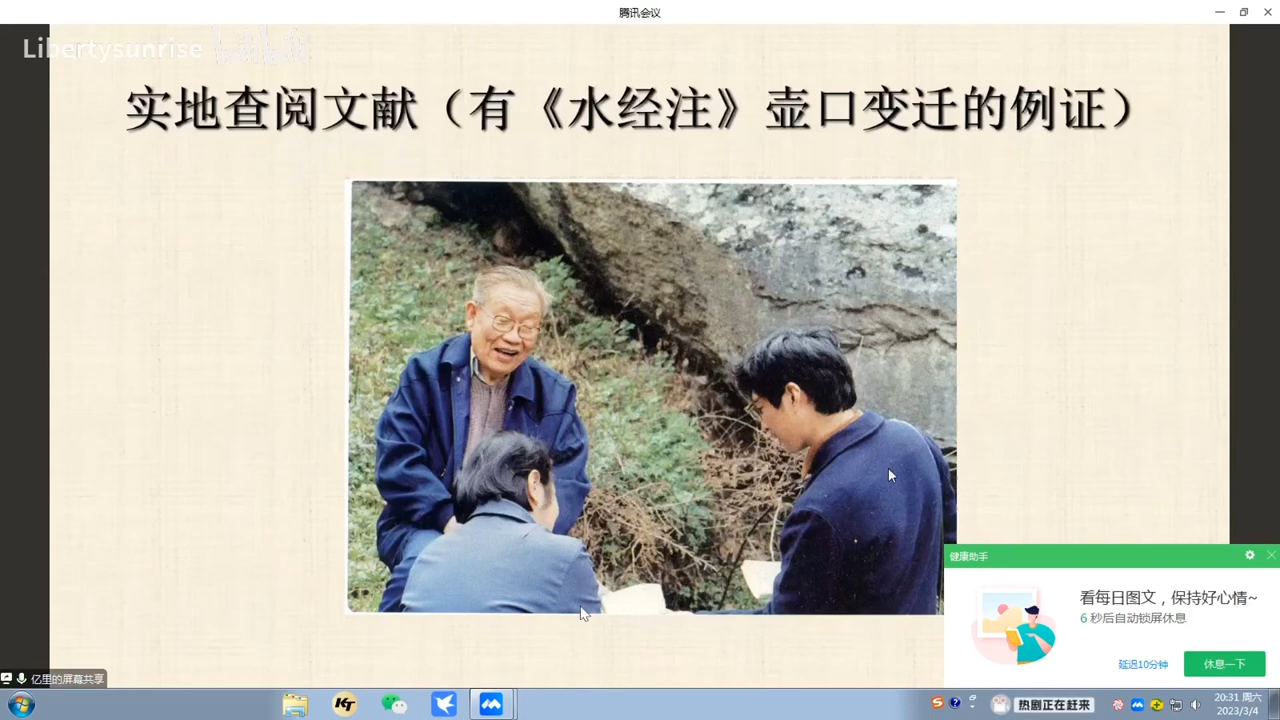 腾讯会议
Libertysunrise
实地查阅文献（有《水经注》壶口变迁的例证）
健康助手
看每日图文，保持好心情~
6 秒后自动锁屏休息
延迟10分钟
休息一下
亿里的屏幕共享
KT
热剧正在赶来
20:31 周六
2023/3/4